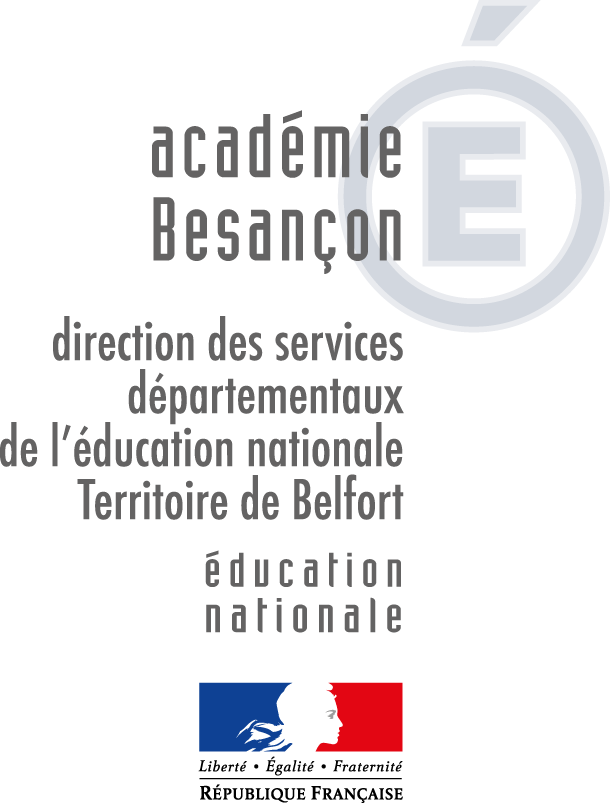 É
académie
Besançon
direction des services
départementaux
de l’éducation nationale
Territoire de Belfort
éducation
nationale
Liberté • Égalité • Fraternité
RÉPUBLIQUE FRANÇAISE